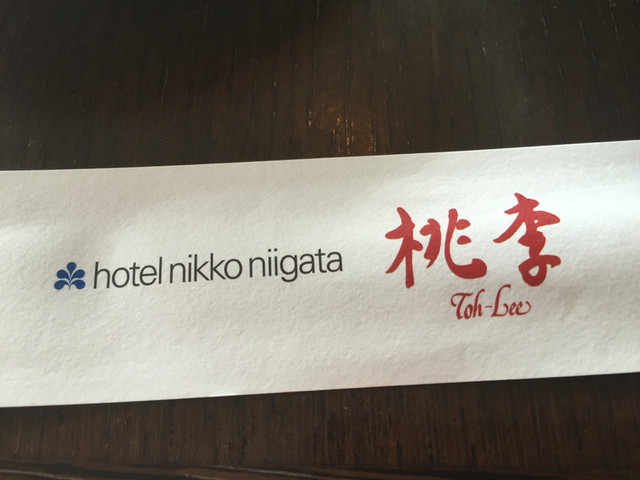 hotel nikko niigata
桃李
Toh-Lee